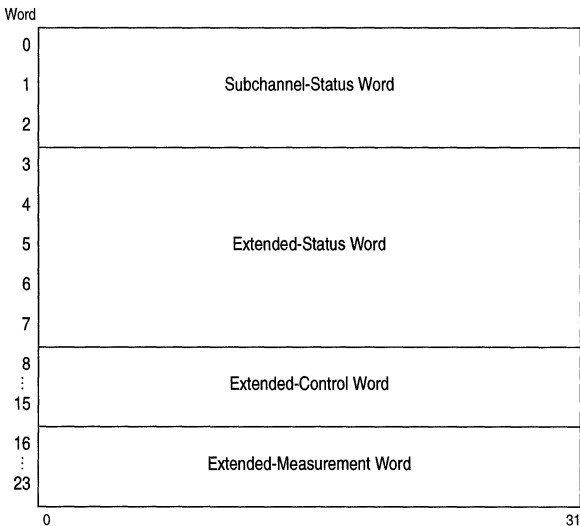 Word
0
1 Subchannel-Status Word
2
3
4
5 Extended-Status Word
6
7
8
⋮ Extended-Control Word
15
16
⋮ Extended-Measurement Word
23
0 31